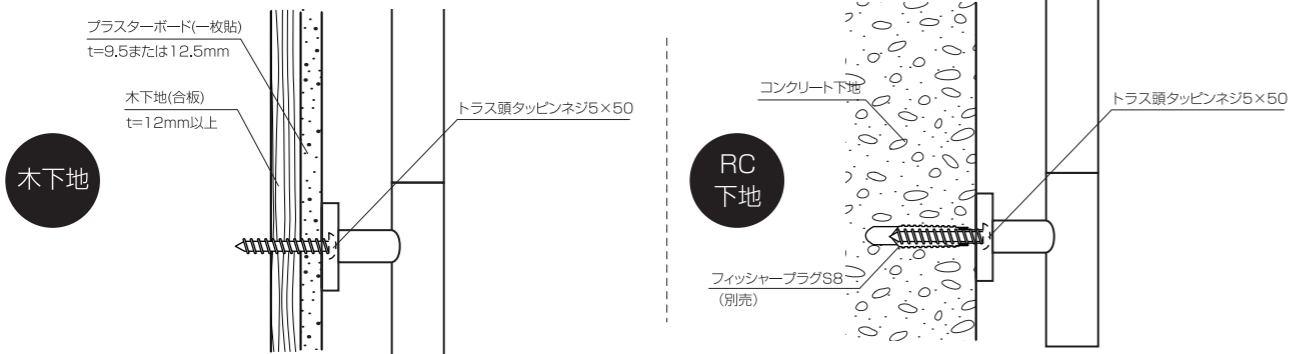 プラスターボード(一枚貼)
t=9.5または12.5mm
木下地(合板)
t=12mm以上
トラス頭タッピンネジ5×50
木下地
コンクリート下地
トラス頭タッピンネジ5×50
RC
下地
フィッシャープラグS8
(別売)